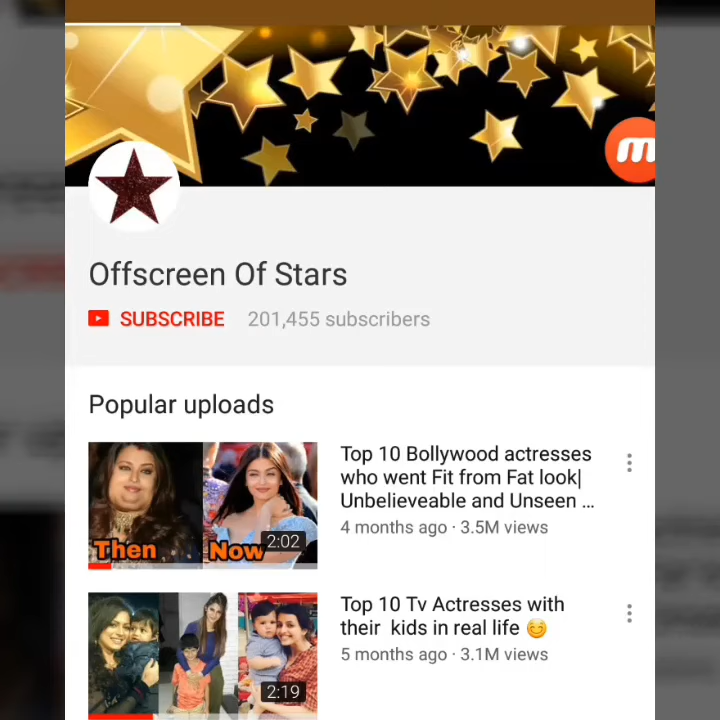 m
Offscreen Of Stars
SUBSCRIBE 201,455 subscribers
Popular uploads
Then
Now
2:02
Top 10 Bollywood actresses
who went Fit from Fat look|
Unbelieveable and Unseen ...
4 months ago · 3.5M views
2:19
Top 10 Tv Actresses with
their kids in real life 😊
5 months ago · 3.1M views